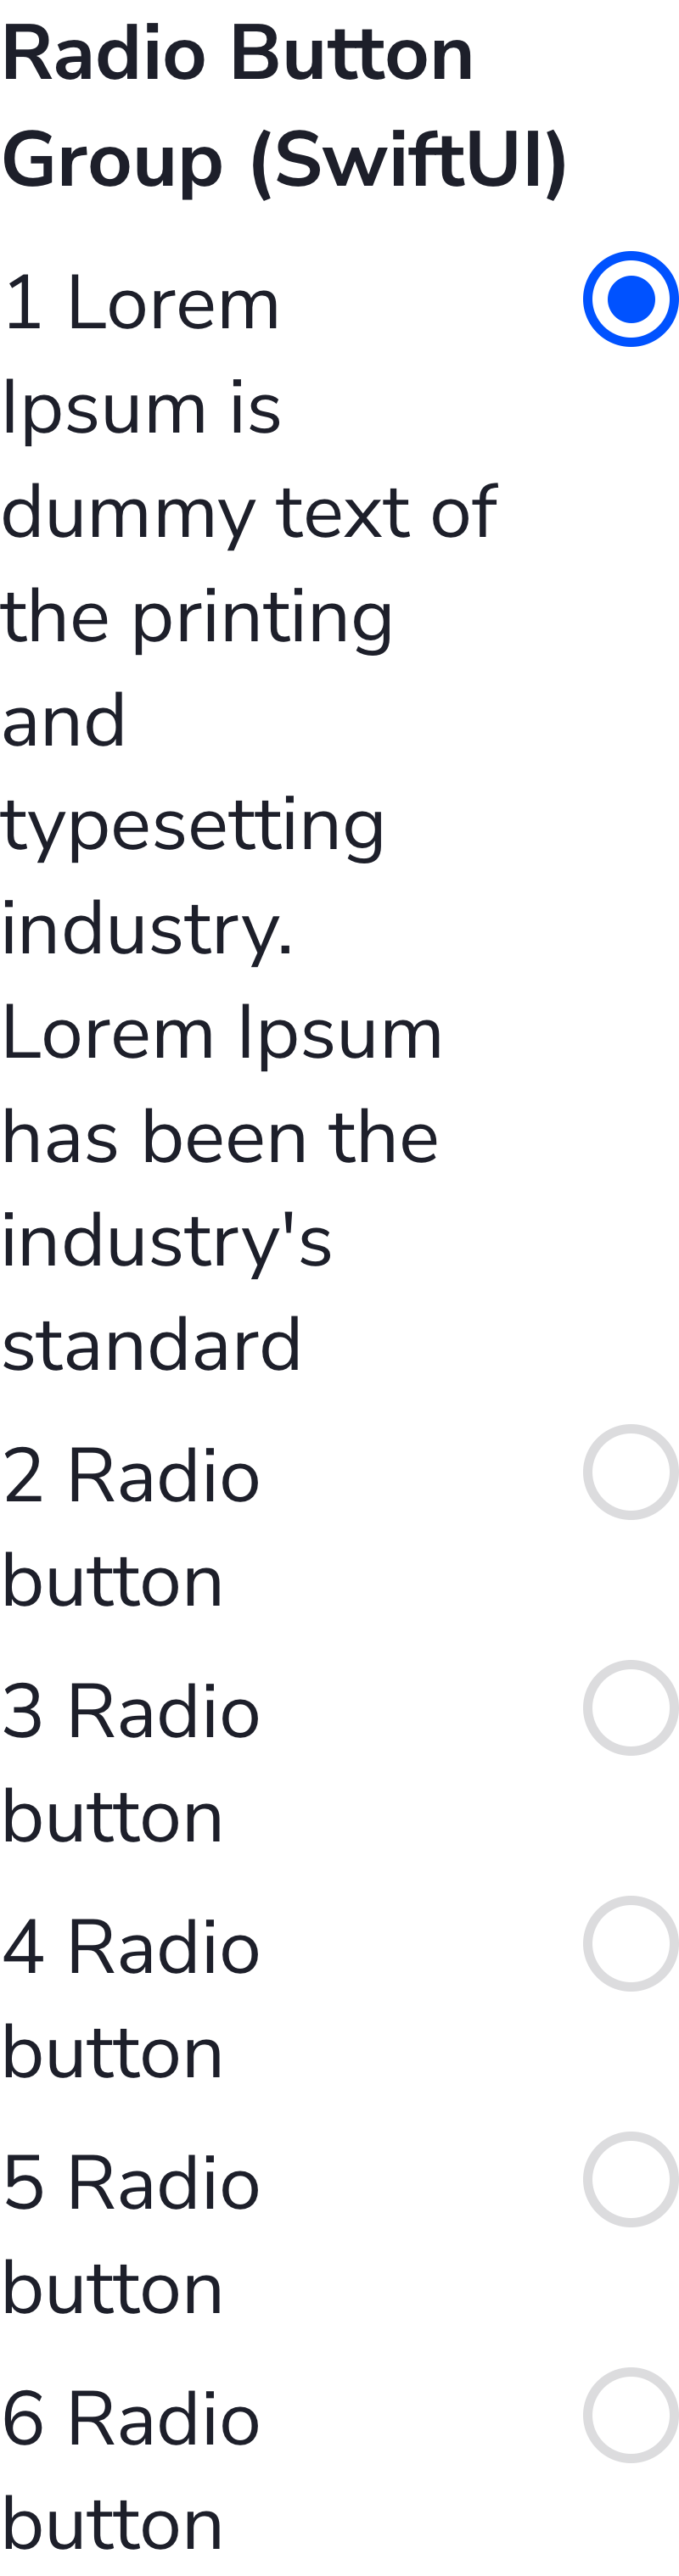 Radio Button
Group (SwiftUI)
1 Lorem
Ipsum is
dummy text of
the printing
and
typesetting
industry.
Lorem Ipsum
has been the
industry's
standard
2 Radio
button
3 Radio
button
4 Radio
button
5 Radio
button
6 Radio
button